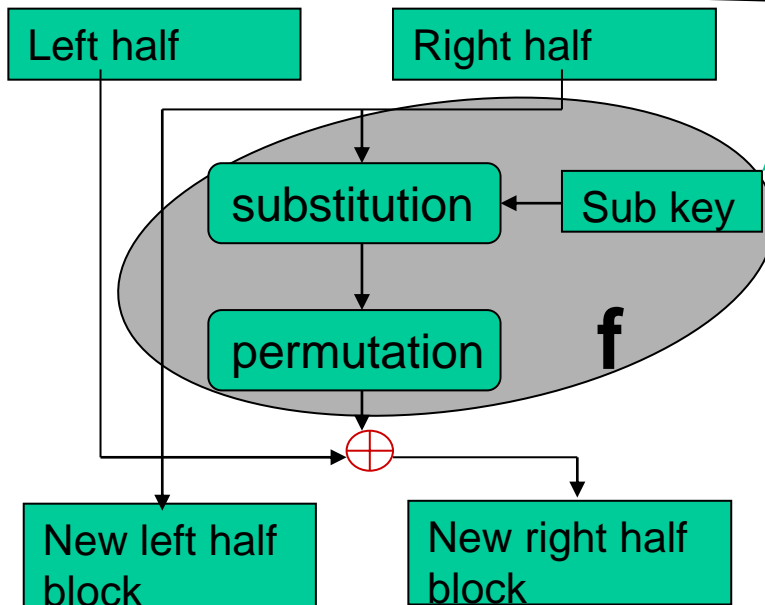 Left half
Right half
substitution
Sub key
permutation
f
New left half
block
New right half
block